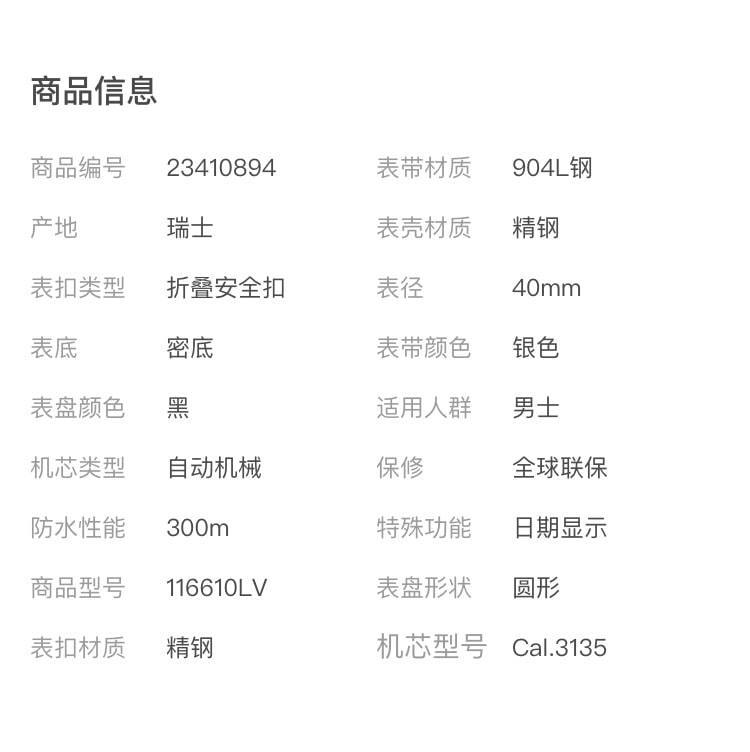 商品信息
商品编号 23410894 表带材质 904L钢
产地 瑞士 表壳材质 精钢
表扣类型 折叠安全扣 表径 40mm
表底 密底 表带颜色 银色
表盘颜色 黑 适用人群 男士
机芯类型 自动机械 保修 全球联保
防水性能 300m 特殊功能 日期显示
商品型号 116610LV 表盘形状 圆形
表扣材质 精钢 机芯型号 Cal.3135